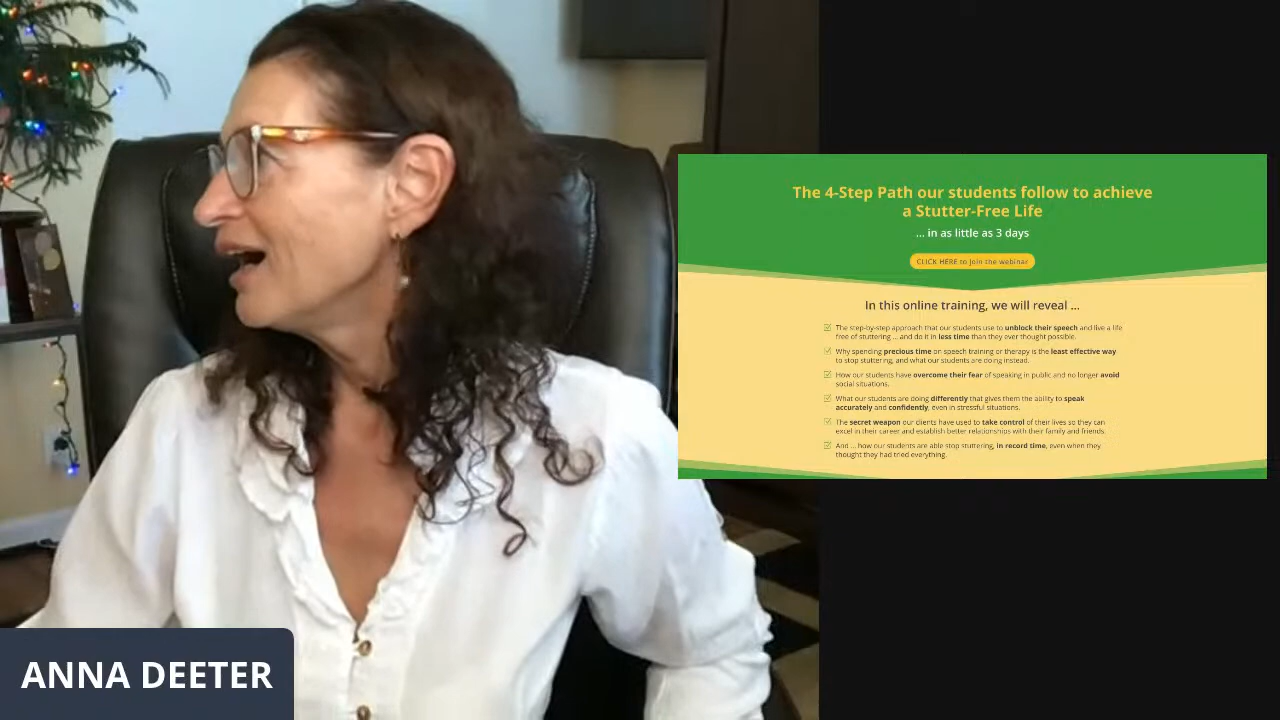 The 4-Step Path our students follow to achieve
a Stutter-Free Life
... in as little as 3 days
CLICK HERE to join the webinar
In this online training, we will reveal ...
The step-by-step approach that our students use to unblock their speech and live a life
free of stuttering ... and do it in less time than they ever thought possible.
Why spending precious time on speech training or therapy is the least effective way
to stop stuttering, and what our students are doing instead.
How our students have overcome their fear of speaking in public and no longer avoid
social situations.
What our students are doing differently that gives them the ability to speak
accurately and confidently, even in stressful situations.
The secret weapon our clients have used to take control of their lives so they can
excel in their career and establish better relationships with their family and friends.
And ... how our students are able stop stuttering, in record time, even when they
thought they had tried everything.
ANNA DEETER